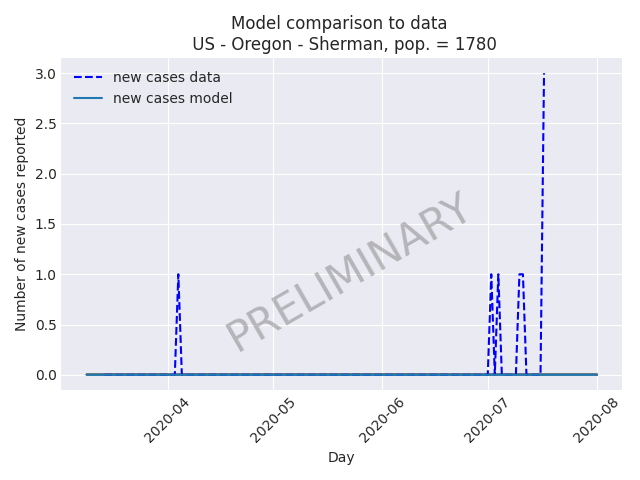 Model comparison to data
US - Oregon - Sherman, pop. = 1780
new cases data
new cases model
3.0
2.5
2.0
1.5
1.0
0.5
0.0
Number of new cases reported
PRELIMINARY
2020-04
2020-05
2020-06
2020-07
2020-08
Day